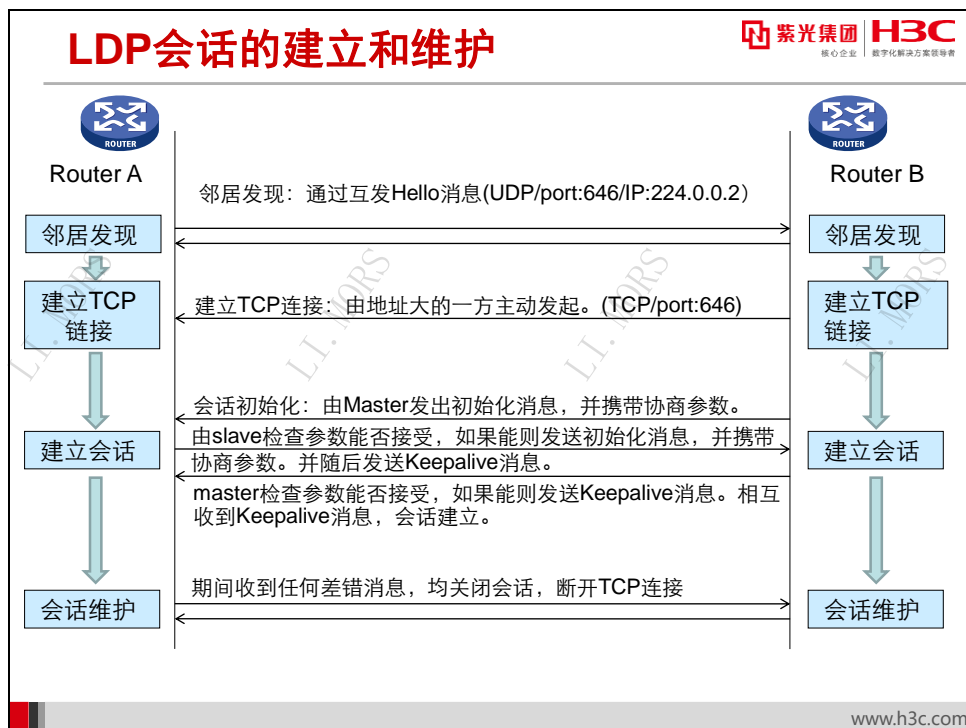 LDP会话的建立和维护
紫光集团
核心企业
H3C
数字化解决方案领导者
ROUTER
ROUTER
Router A
Router B
邻居发现：通过互发Hello消息(UDP/port:646/IP:224.0.0.2）
邻居发现
邻居发现
建立TCP
链接
建立TCP连接：由地址大的一方主动发起。(TCP/port:646)
建立TCP
链接
会话初始化：由Master发出初始化消息，并携带协商参数。
由slave检查参数能否接受，如果能则发送初始化消息，并携带
协商参数。并随后发送Keepalive消息。
建立会话
建立会话
master检查参数能否接受，如果能则发送Keepalive消息。相互
收到Keepalive消息，会话建立。
期间收到任何差错消息，均关闭会话，断开TCP连接
会话维护
会话维护
LI. MORS
LI. MORS
LI. MORS
LI. MORS
www.h3c.com